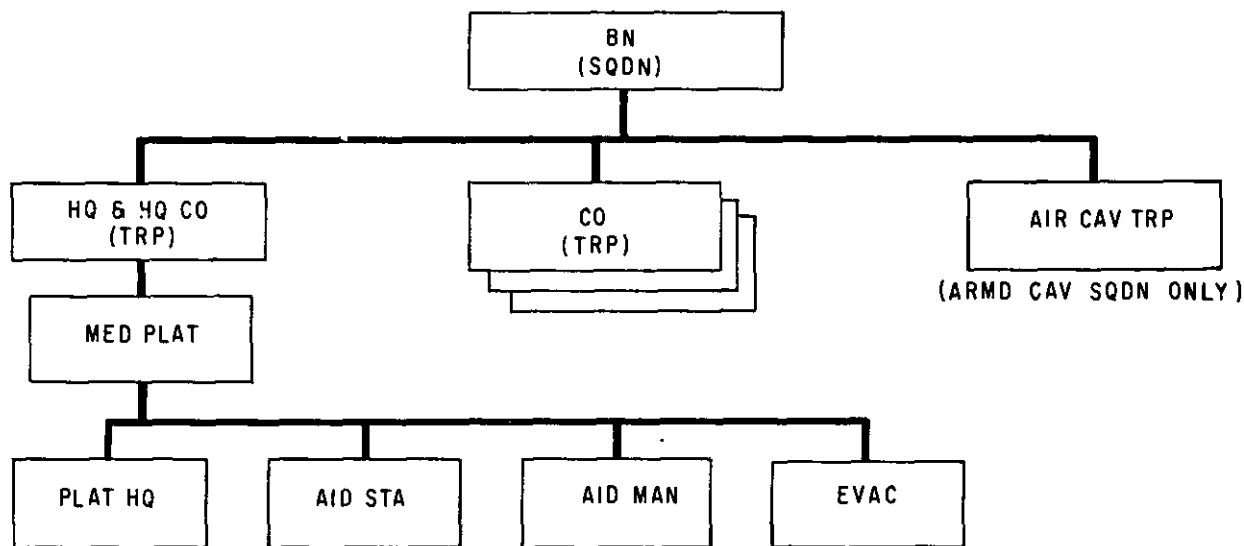 BN
(SQDN)
HQ & HQ CO
(TRP)
CO
(TRP)
AIR CAV TRP
(ARMD CAV SQDN ONLY)
MED PLAT
PLAT HQ
AID STA
AID MAN
EVAC